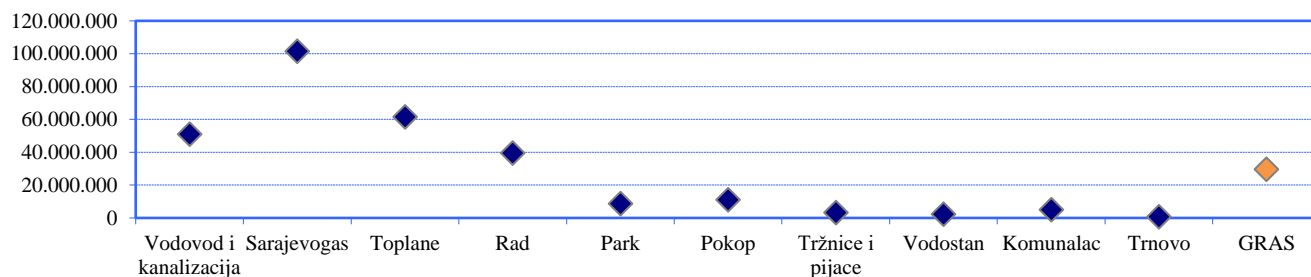 120.000.000
100.000.000
80.000.000
60.000.000
40.000.000
20.000.000
0
Vodovod i kanalizacija
Sarajevogas
Toplane
Rad
Park
Pokop
Tržnice i pijace
Vodostan
Komunalac
Trnovo
GRAS